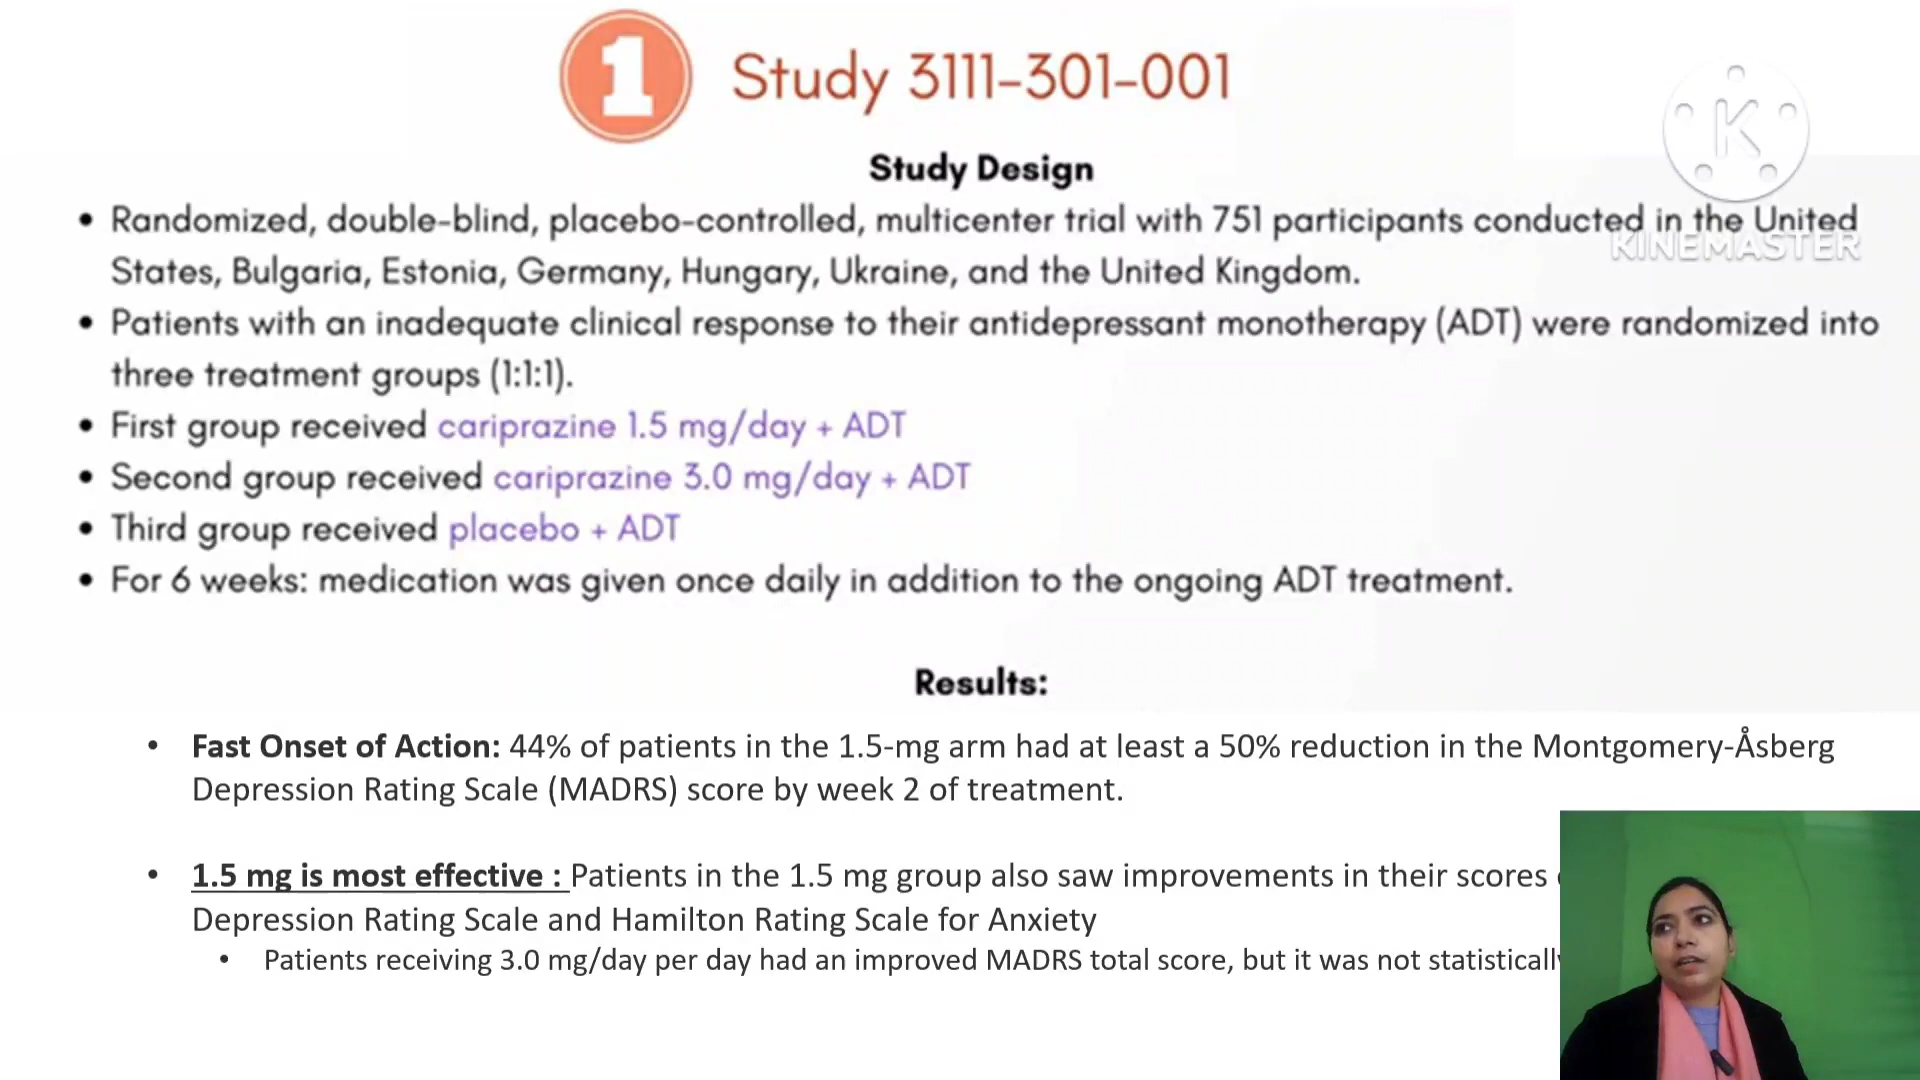 1 Study 3111-301-001
K
KINEMASTER
Study Design
• Randomized, double-blind, placebo-controlled, multicenter trial with 751 participants conducted in the United
States, Bulgaria, Estonia, Germany, Hungary, Ukraine, and the United Kingdom.
• Patients with an inadequate clinical response to their antidepressant monotherapy (ADT) were randomized into
three treatment groups (1:1:1).
• First group received cariprazine 1.5 mg/day + ADT
• Second group received cariprazine 3.0 mg/day + ADT
• Third group received placebo + ADT
• For 6 weeks: medication was given once daily in addition to the ongoing ADT treatment.
Results:
• Fast Onset of Action: 44% of patients in the 1.5-mg arm had at least a 50% reduction in the Montgomery-Åsberg
Depression Rating Scale (MADRS) score by week 2 of treatment.
• 1.5 mg is most effective : Patients in the 1.5 mg group also saw improvements in their scores
Depression Rating Scale and Hamilton Rating Scale for Anxiety
• Patients receiving 3.0 mg/day per day had an improved MADRS total score, but it was not